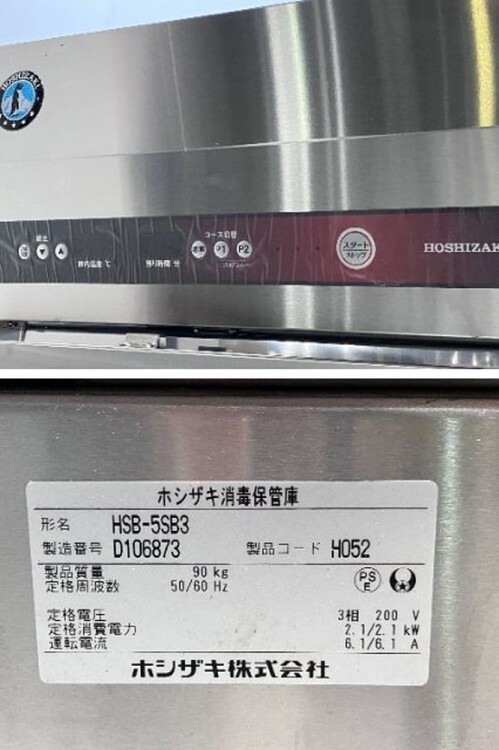 HOSHIZAKI
コース切替
P1 P2
スタート
ストップ
庫内温度℃
残り時間 分
HOSHIZAK
ホシザキ消毒保管庫
形名 HSB-5SB3
製造番号 D106873 製品コード H052
製品質量 90 kg
定格周波数 50/60 Hz
PS
E
定格電圧 3相 200 V
定格消費電力 2.1/2.1 kW
運転電流 6.1/6.1 A
ホシザキ株式会社